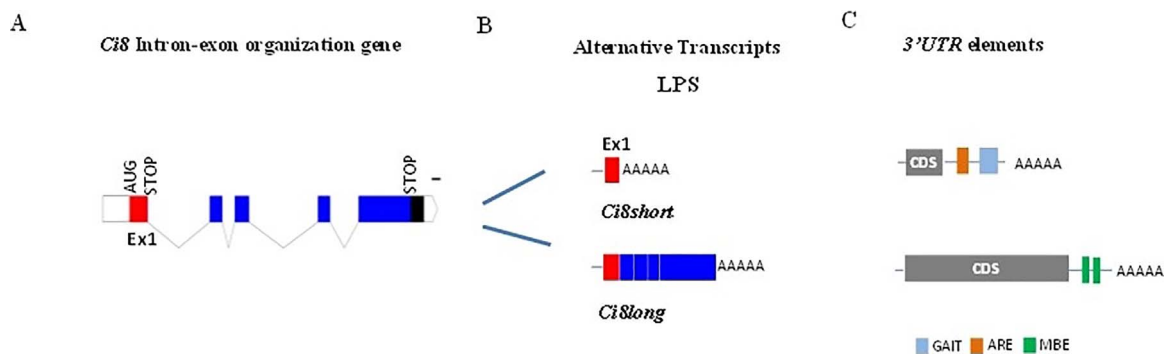 A
Ci8 Intron-exon organization gene
AUG
STOP
STOP
Ex1
B
Alternative Transcripts
LPS
Ex1
AAAAA
Ci8short
AAAAA
Ci8long
C
3'UTR elements
CDS
AAAAA
CDS
AAAAA
GAIT ARE MBE